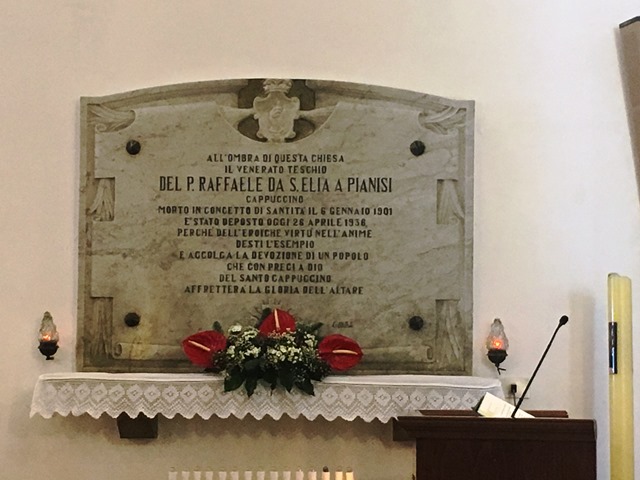 ALL'OMBRA DI QUESTA CHIESA
IL VENERATO TESCHIO
DEL P. RAFFAELE DA S. ELIA A PIANISI
CAPPUCCINO
MORTO IN CONCETTO DI SANTITÀ IL 6 GENNAIO 1901
E' STATO DEPOSTO OGGI 26 APRILE 1936,
PERCHÈ DELL'EROICHE VIRTÙ NELL'ANIME
DESTI L'ESEMPIO
E ACCOLGA LA DEVOZIONE DI UN POPOLO
CHE CON PRECI A DIO
DEL SANTO CAPPUCCINO
AFFRETTERÀ LA GLORIA DELL'ALTARE